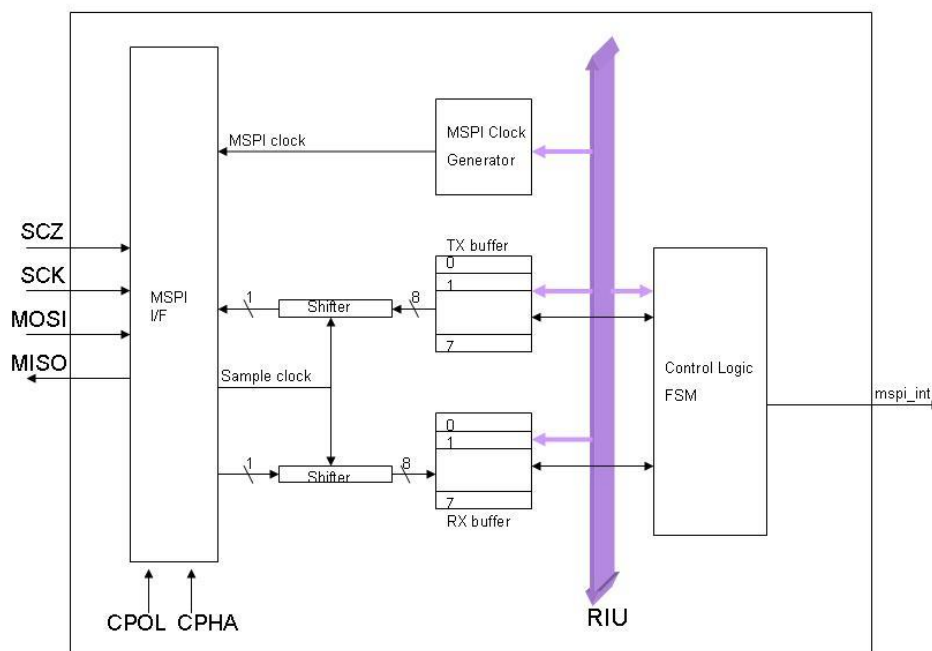 MSPI clock
MSPI Clock
Generator
SCZ
SCK
MOSI
MISO
MSPI
I/F
TX buffer
0
1
7
1
Shifter
8
Sample clock
1
Shifter
8
0
1
7
RX buffer
Control Logic
FSM
mspi_int
CPOL
CPHA
RIU